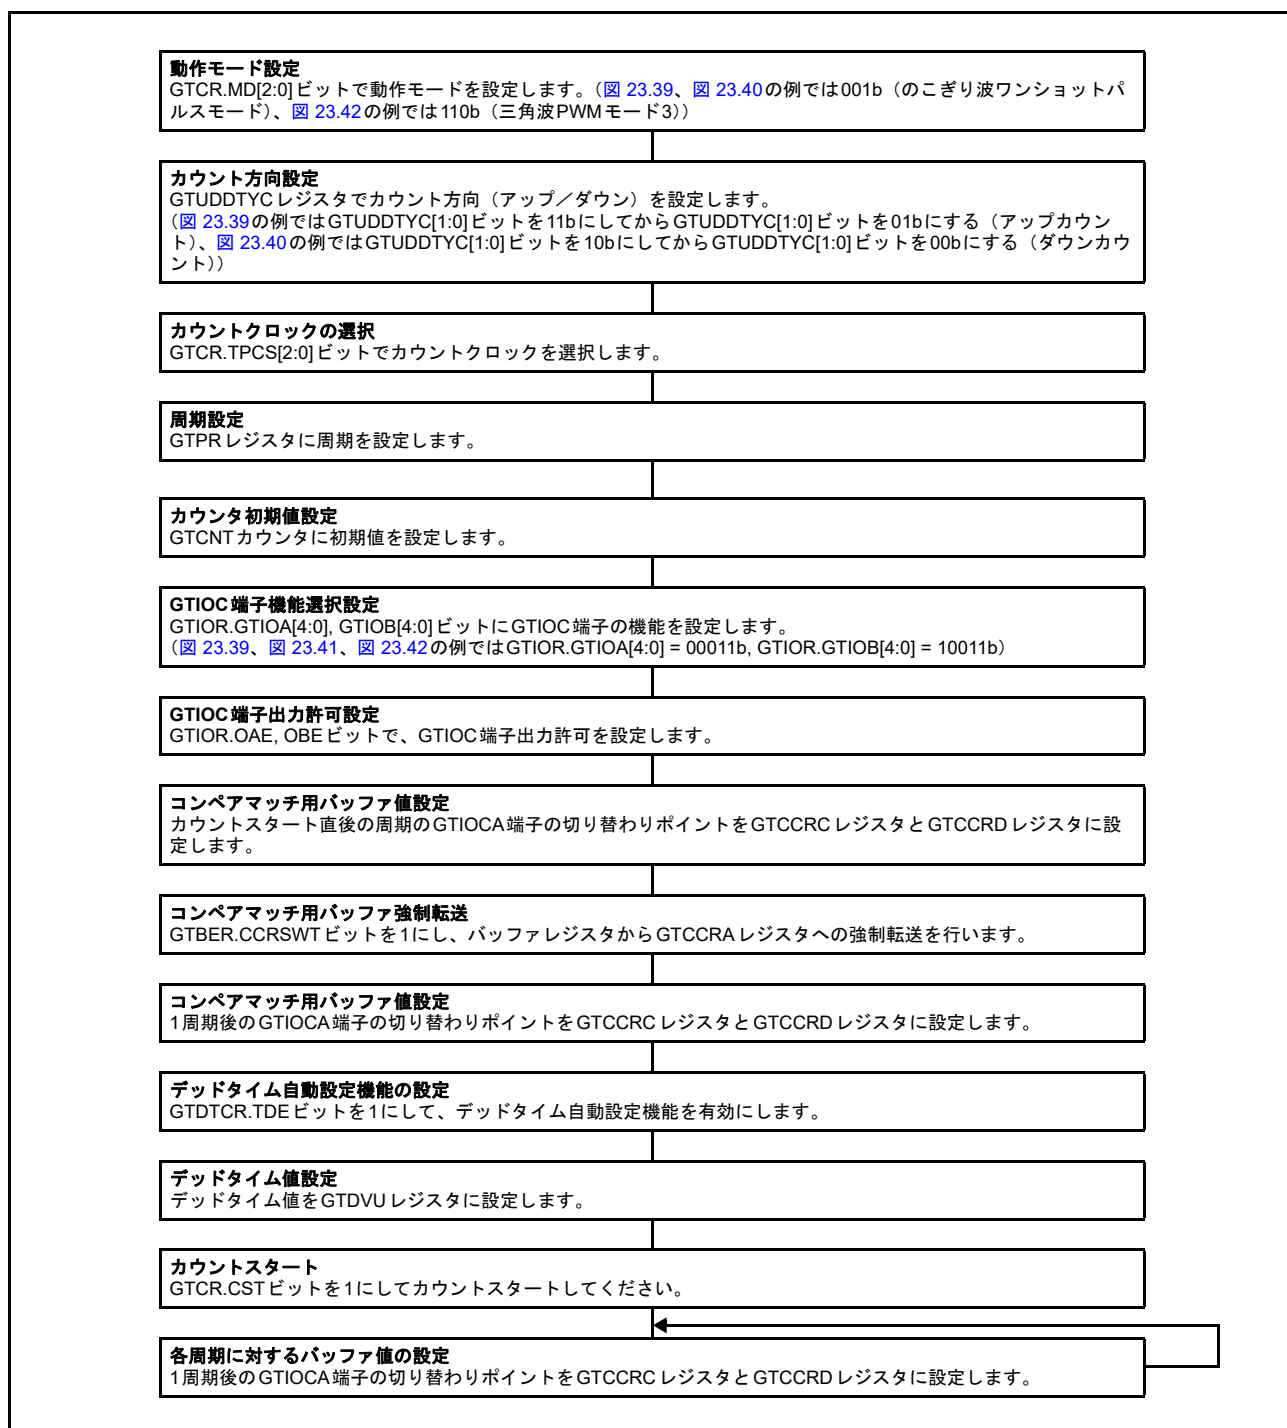 動作モード設定
GTCR.MD[2:0]ビットで動作モードを設定します。（図 23.39、図 23.40の例では001b（のこぎり波ワンショットパ
ルスモード）、図 23.42の例では110b（三角波PWMモード3））
カウント方向設定
GTUDDTYCレジスタでカウント方向（アップ／ダウン）を設定します。
（図 23.39の例ではGTUDDTYC[1:0]ビットを11bにしてからGTUDDTYC[1:0]ビットを01bにする（アップカウン
ト）、図 23.40の例ではGTUDDTYC[1:0]ビットを10bにしてからGTUDDTYC[1:0]ビットを00bにする（ダウンカウ
ント））
カウントクロックの選択
GTCR.TPCS[2:0]ビットでカウントクロックを選択します。
周期設定
GTPRレジスタに周期を設定します。
カウンタ初期値設定
GTCNTカウンタに初期値を設定します。
GTIOC端子機能選択設定
GTIOR.GTIOA[4:0], GTIOB[4:0]ビットにGTIOC端子の機能を設定します。
（図 23.39、図 23.41、図 23.42の例ではGTIOR.GTIOA[4:0] = 00011b, GTIOR.GTIOB[4:0] = 10011b）
GTIOC端子出力許可設定
GTIOR.OAE, OBEビットで、GTIOC端子出力許可を設定します。
コンペアマッチ用バッファ値設定
カウントスタート直後の周期のGTIOCA端子の切り替わりポイントをGTCCRCレジスタとGTCCRDレジスタに設
定します。
コンペアマッチ用バッファ強制転送
GTBER.CCRSWTビットを1にし、バッファレジスタからGTCCRAレジスタへの強制転送を行います。
コンペアマッチ用バッファ値設定
1周期後のGTIOCA端子の切り替わりポイントをGTCCRCレジスタとGTCCRDレジスタに設定します。
デッドタイム自動設定機能の設定
GTDTCR.TDEビットを1にして、デッドタイム自動設定機能を有効にします。
デッドタイム値設定
デッドタイム値をGTDVUレジスタに設定します。
カウントスタート
GTCR.CSTビットを1にしてカウントスタートしてください。
各周期に対するバッファ値の設定
1周期後のGTIOCA端子の切り替わりポイントをGTCCRCレジスタとGTCCRDレジスタに設定します。